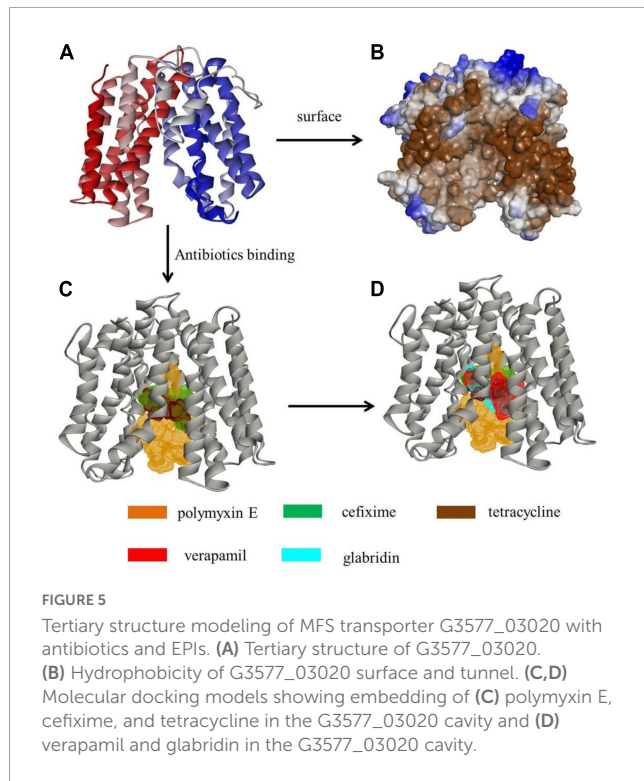 A
B
surface
Antibiotics binding
C
D
polymyxin E
cefixime
tetracycline
verapamil
glabridin
FIGURE 5
Tertiary structure modeling of MFS transporter G3577_03020 with
antibiotics and EPIs. (A) Tertiary structure of G3577_03020.
(B) Hydrophobicity of G3577_03020 surface and tunnel. (C,D)
Molecular docking models showing embedding of (C) polymyxin E,
cefixime, and tetracycline in the G3577_03020 cavity and (D)
verapamil and glabridin in the G3577_03020 cavity.